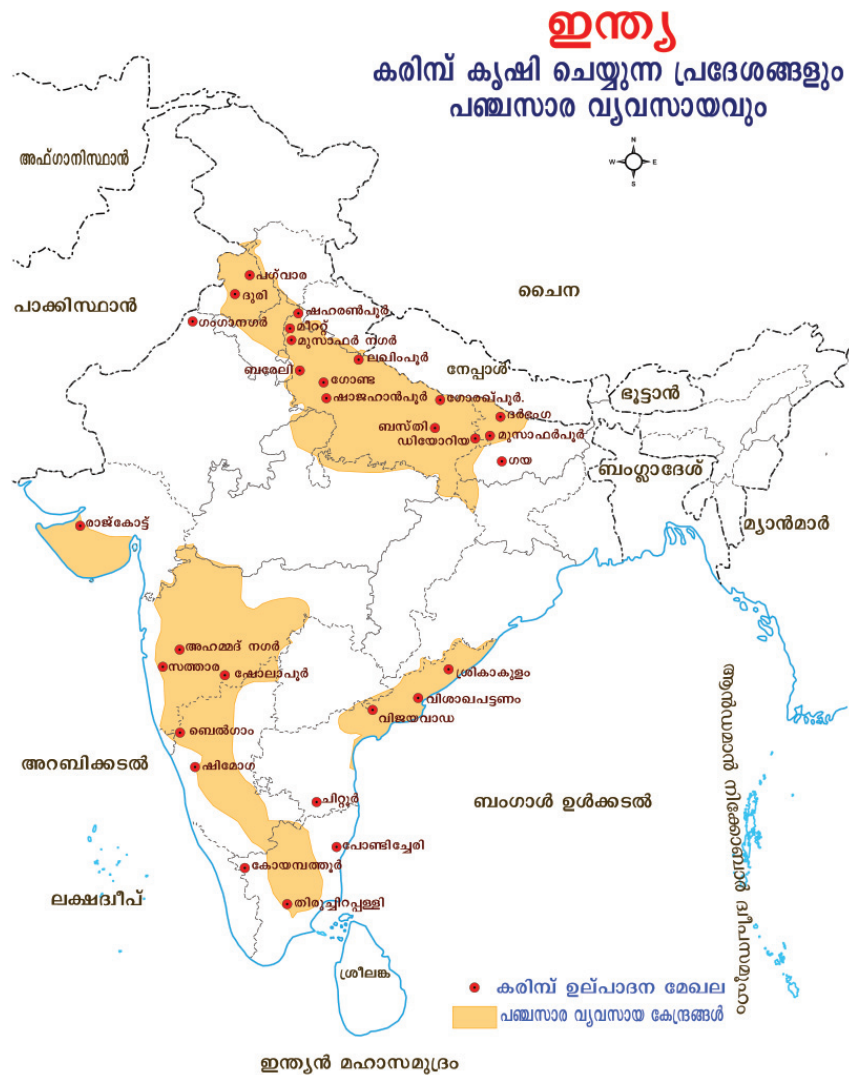 ഇന്ത്യ
കരിമ്പ് കൃഷി ചെയ്യുന്ന പ്രദേശങ്ങളും
പഞ്ചസാര വ്യവസായവും
N
W E
S
അഫ്ഗാനിസ്ഥാൻ
പാക്കിസ്ഥാൻ
ചൈന
പഗ്വാര
ദുരി
ഗംഗാനഗർ
ഷഹരൺപൂർ
മീററ്റ്
മുസാഫർ നഗർ
ലഖിംപൂർ
ബരേലി
നേപ്പാൾ
ഗോണ്ട
ഷാജഹാൻപൂർ
ഗോരഖ്പൂർ.
ഭൂട്ടാൻ
ദർഭംഗ
ബസ്തി
ഡിയോറിയ
മുസാഫർപൂർ
ഗയ
ബംഗ്ലാദേശ്
മ്യാൻമാർ
രാജ്കോട്ട്
അഹമ്മദ് നഗർ
സത്താര
ഷോലാപൂർ
ശ്രീകാകുളം
വിശാഖപട്ടണം
വിജയവാഡ
ബെൽഗാം
അറബിക്കടൽ
ഷിമോഗ
ചിറ്റൂർ
ബംഗാൾ ഉൾക്കടൽ
ആൻഡമാൻ നിക്കോബാർ ദ്വീപസമൂഹം
പോണ്ടിച്ചേരി
കോയമ്പത്തൂർ
ലക്ഷദ്വീപ്
തിരുച്ചിറപ്പള്ളി
ശ്രീലങ്ക
കരിമ്പ് ഉല്പാദന മേഖല
പഞ്ചസാര വ്യവസായ കേന്ദ്രങ്ങൾ
ഇന്ത്യൻ മഹാസമുദ്രം